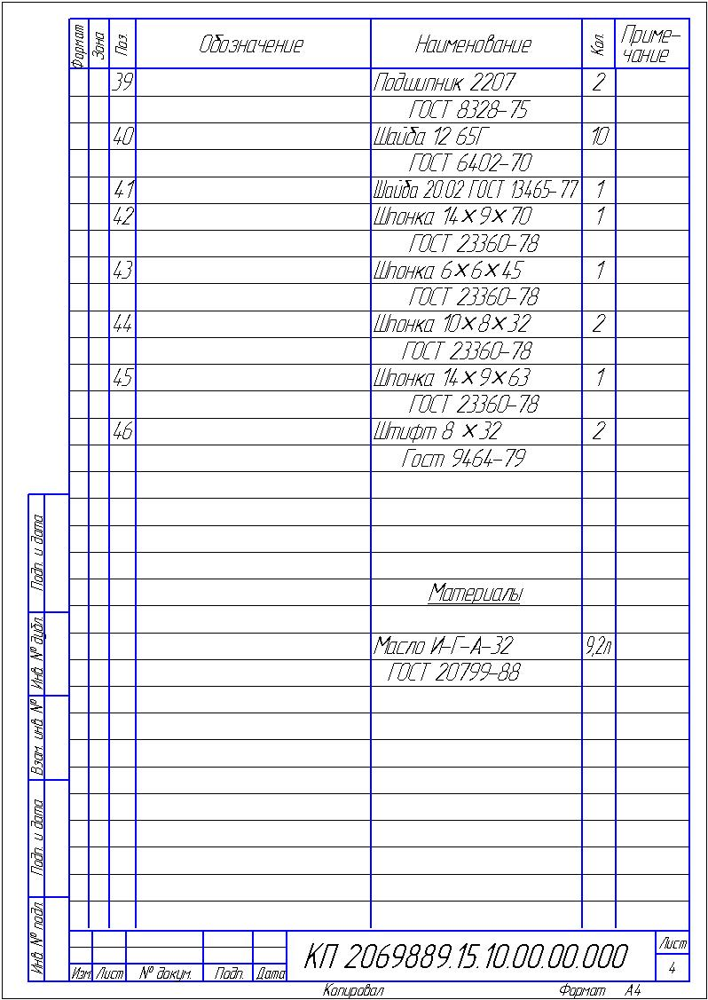 Формат Зона Поз. Обозначение Наименование Кол. Приме-
чание
39 Подшипник 2207 2
ГОСТ 8328-75
40 Шайба 12 65Г 10
ГОСТ 6402-70
41 Шайба 20.02 ГОСТ 13465-77 1
42 Шпонка 14×9×70 1
ГОСТ 23360-78
43 Шпонка 6×6×45 1
ГОСТ 23360-78
44 Шпонка 10×8×32 2
ГОСТ 23360-78
45 Шпонка 14×9×63 1
ГОСТ 23360-78
46 Штифт 8 ×32 2
Гост 9464-79
Материалы
Масло И-Г-А-32 9,2л
ГОСТ 20799-88
Подп. и дата
Инв. № дубл.
Взам. инв. №
Подп. и дата
Инв. № подл.
КП 2069889.15.10.00.00.000
Лист
4
Изм. Лист № докум. Подп. Дата
Копировал Формат А4